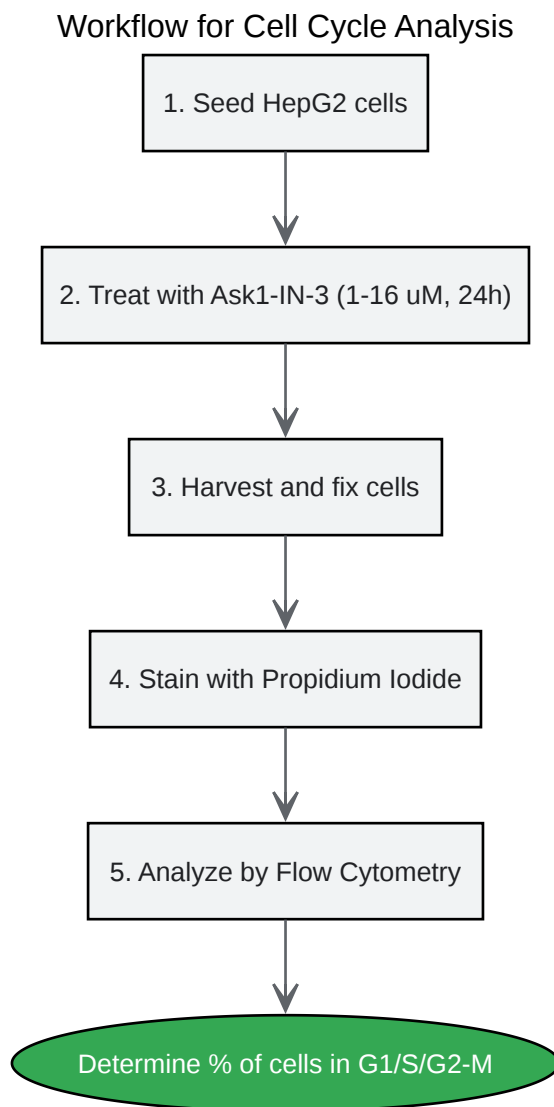 Workflow for Cell Cycle Analysis
1. Seed HepG2 cells
2. Treat with Ask1-IN-3 (1-16 uM, 24h)
3. Harvest and fix cells
4. Stain with Propidium Iodide
5. Analyze by Flow Cytometry
Determine % of cells in G1/S/G2-M